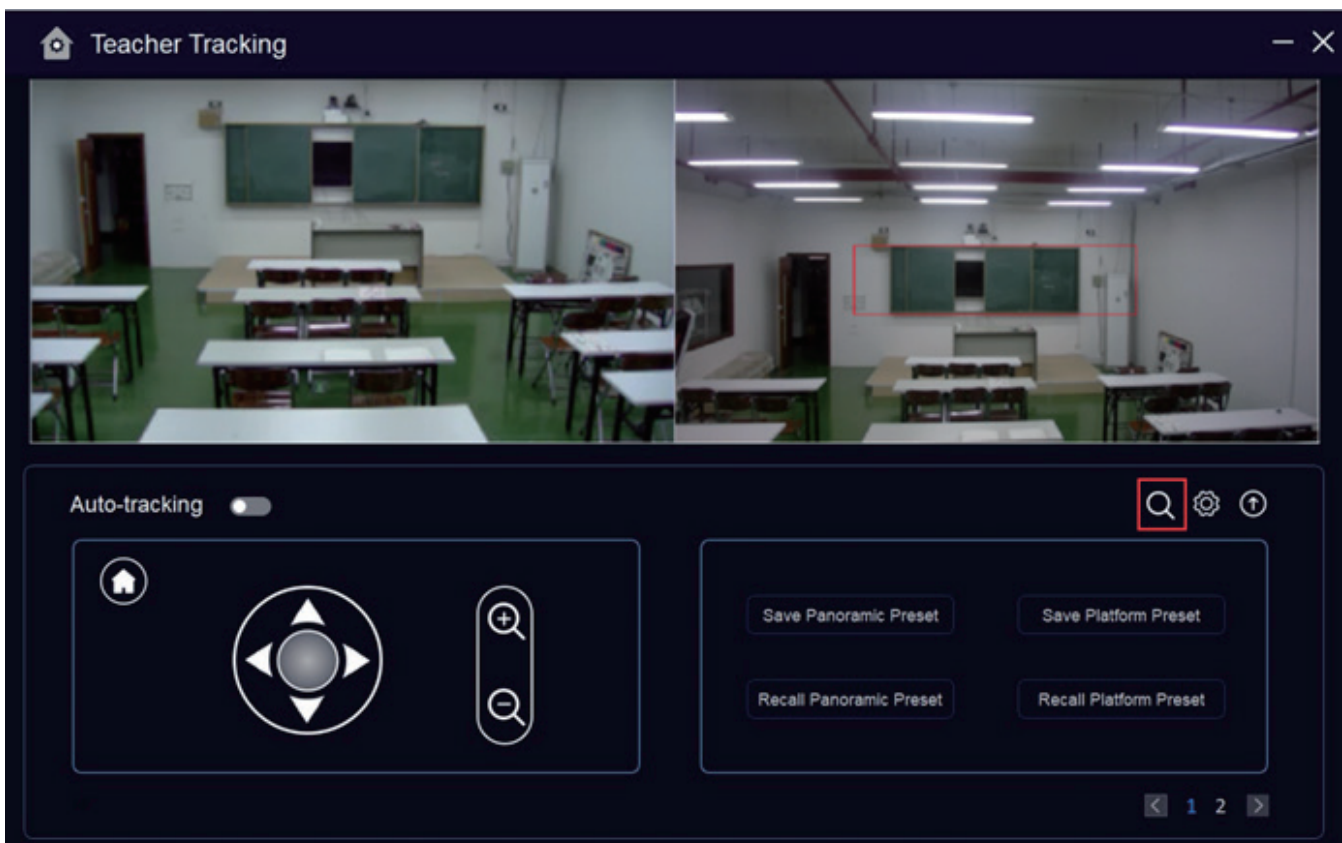 Teacher Tracking
Auto-tracking
Save Panoramic Preset
Save Platform Preset
Recall Panoramic Preset
Recall Platform Preset
1 2